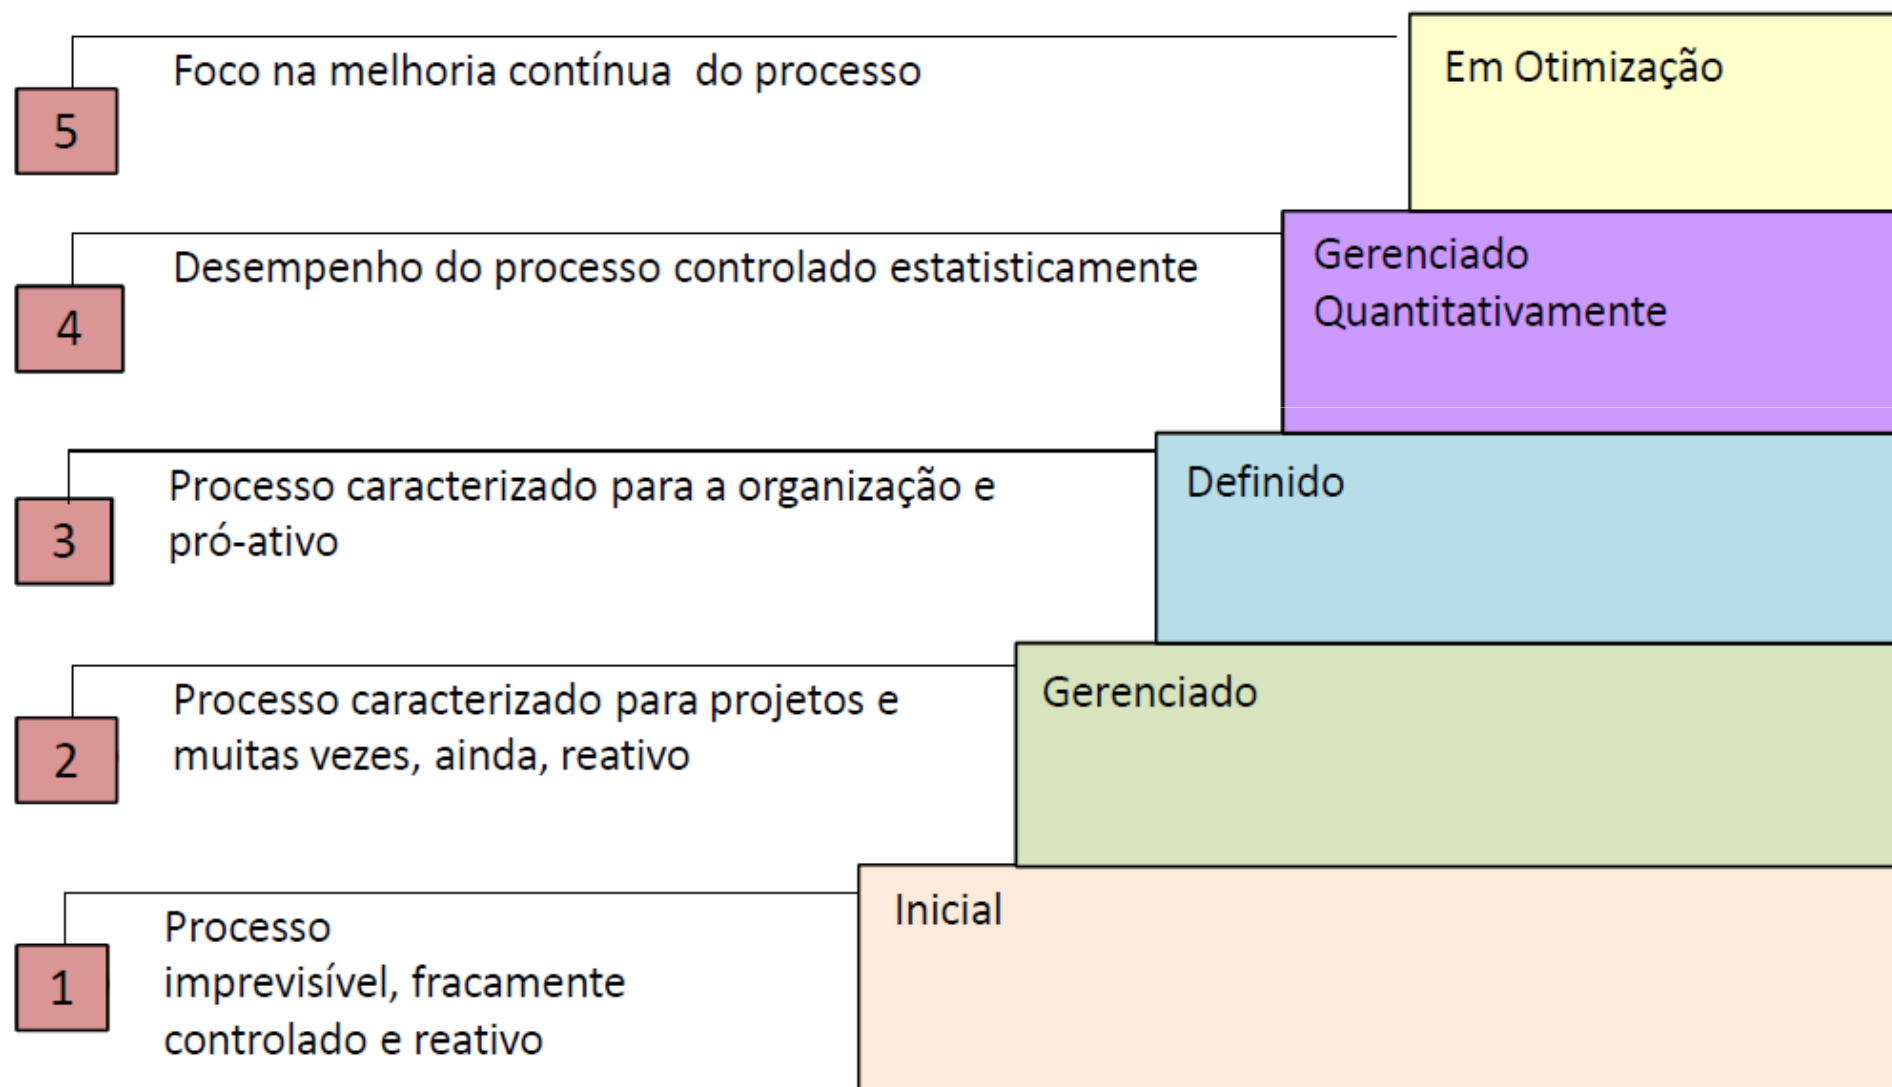 Foco na melhoria contínua  do processo
Em Otimização
5
Desempenho do processo controlado estatisticamente
Gerenciado
Quantitativamente
4
Processo caracterizado para a organização e
pró-ativo
Definido
3
Processo caracterizado para projetos e
muitas vezes, ainda, reativo
Gerenciado
2
Processo
imprevisível, fracamente
controlado e reativo
Inicial
1